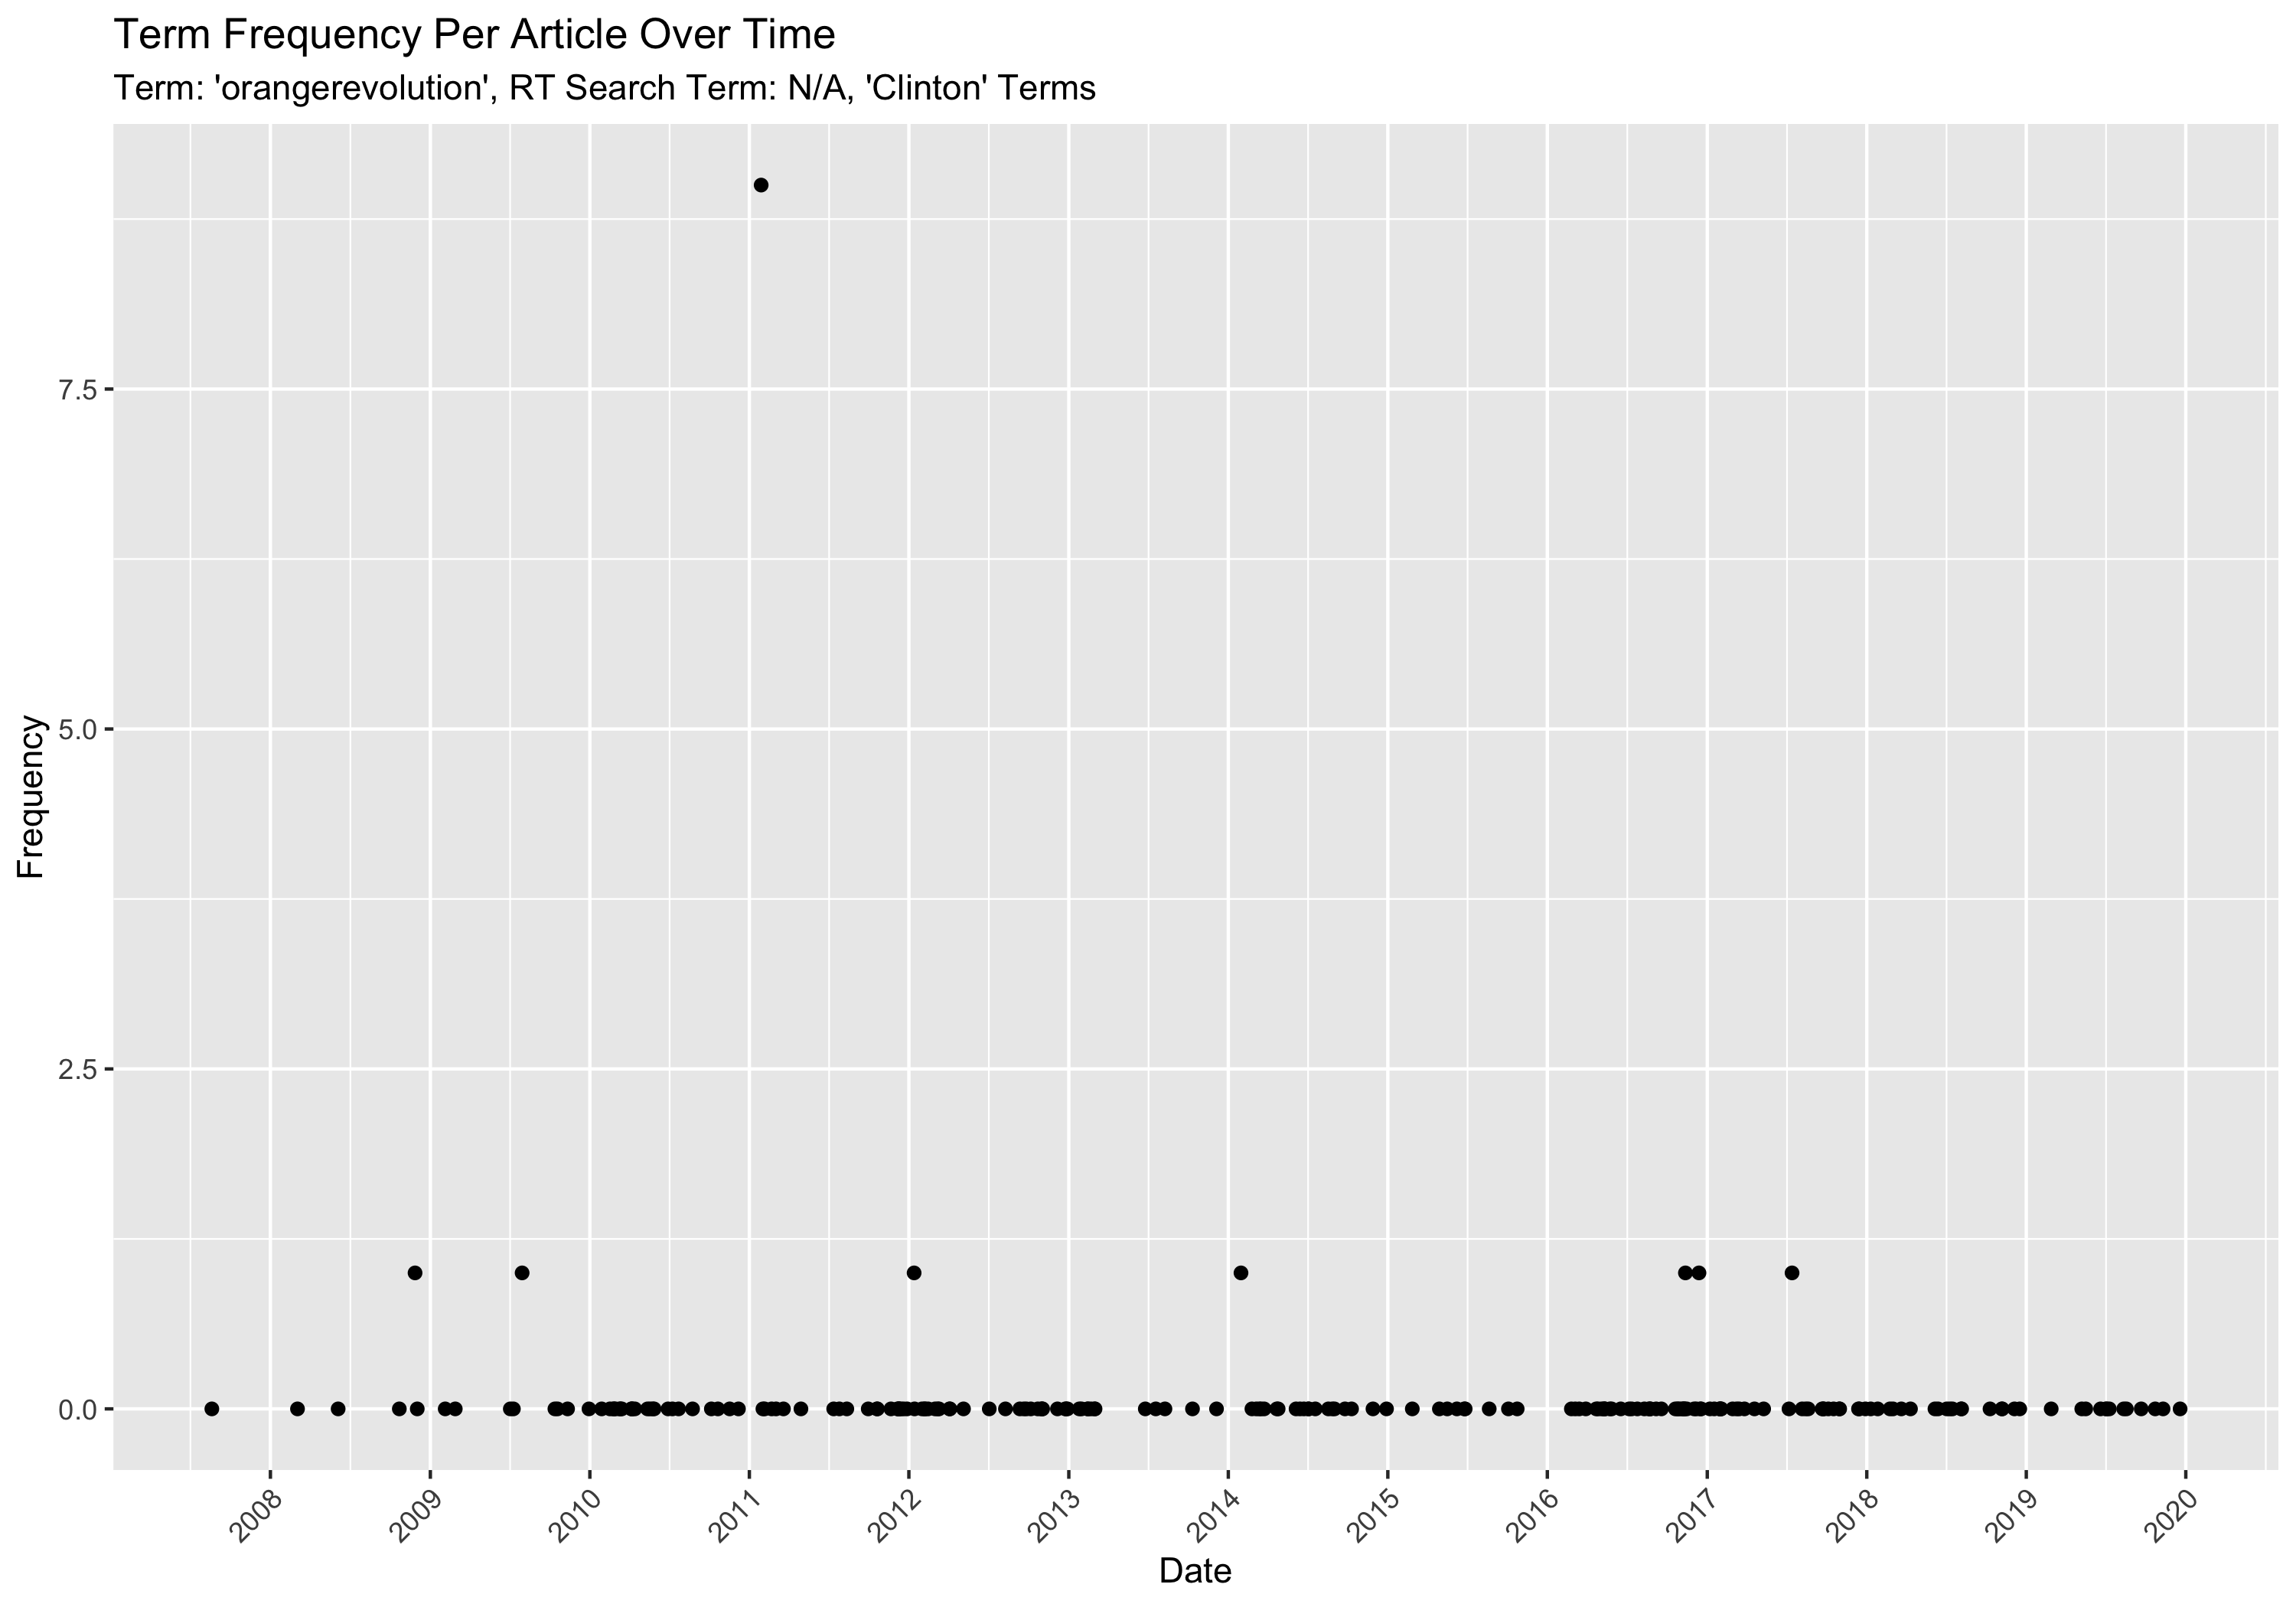 Term Frequency Per Article Over Time
Term: 'orangerevolution', RT Search Term: N/A, 'Clinton' Terms
Frequency
7.5
5.0
2.5
0.0
2008 2009 2010 2011 2012 2013 2014 2015 2016 2017 2018 2019 2020
Date